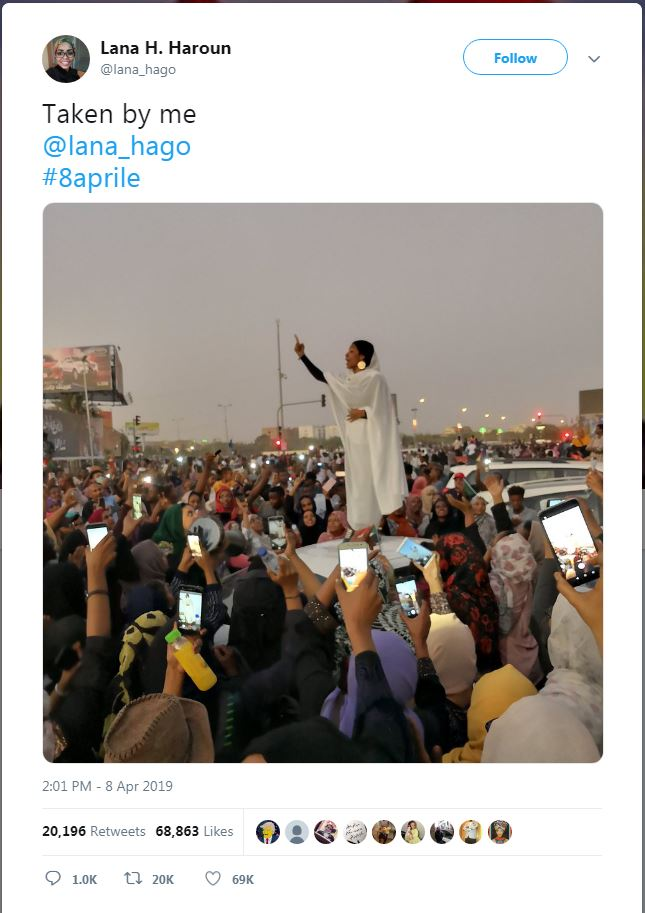 Lana H. Haroun
@lana_hago
Follow
Taken by me
@lana_hago
#8aprile
2:01 PM - 8 Apr 2019
20,196 Retweets 68,863 Likes
1.0K 20K 69K